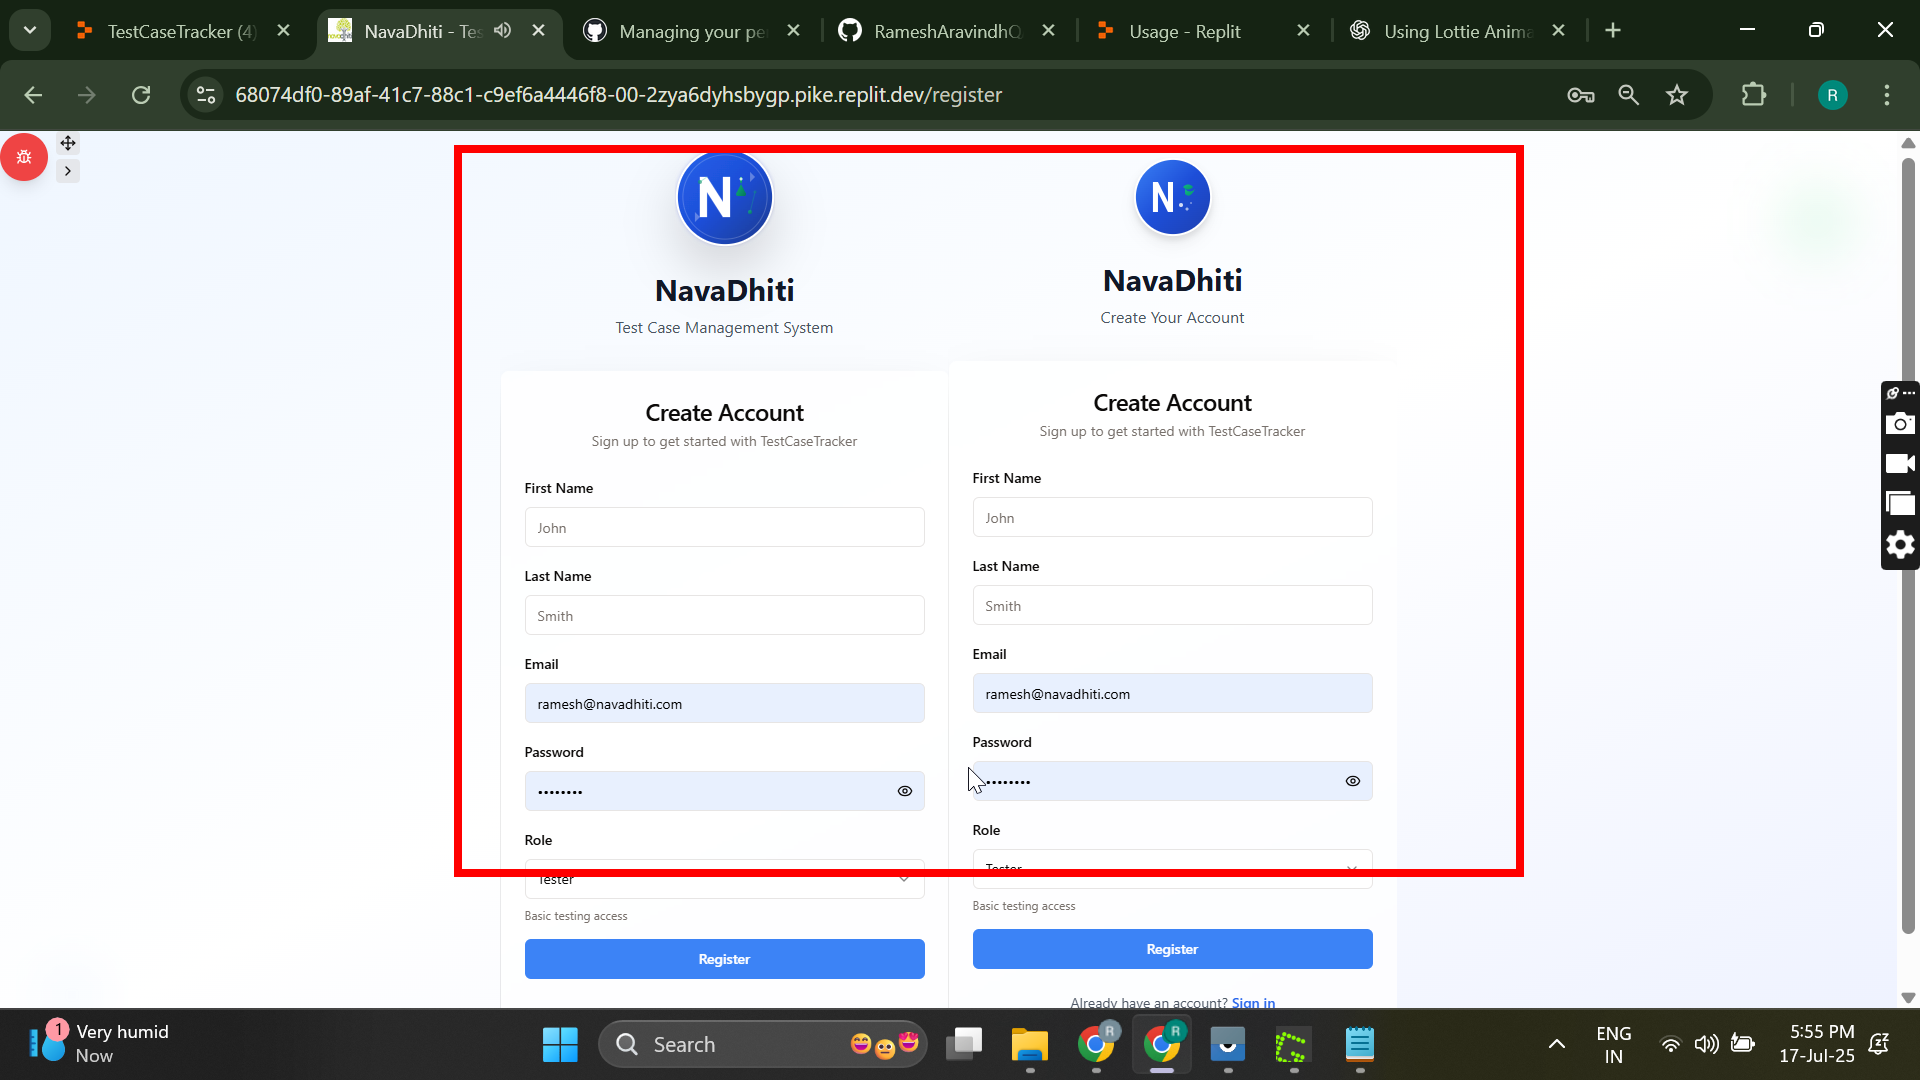 TestCaseTracker (4)
NavaDhiti - Tes
Managing your pe
RameshAravindhQ
Usage - Replit
Using Lottie Anima
68074df0-89af-41c7-88c1-c9ef6a4446f8-00-2zya6dyhsbygp.pike.replit.dev/register
R
N
NavaDhiti
Test Case Management System
Create Account
Sign up to get started with TestCaseTracker
First Name
John
Last Name
Smith
Email
ramesh@navadhiti.com
Password
••••••••
Role
Tester
Basic testing access
Register
N
NavaDhiti
Create Your Account
Create Account
Sign up to get started with TestCaseTracker
First Name
John
Last Name
Smith
Email
ramesh@navadhiti.com
Password
••••••••
Role
Tester
Basic testing access
Register
Already have an account? Sign in
1
Very humid
Now
Search
R
R
ENG
IN
5:55 PM
17-Jul-25